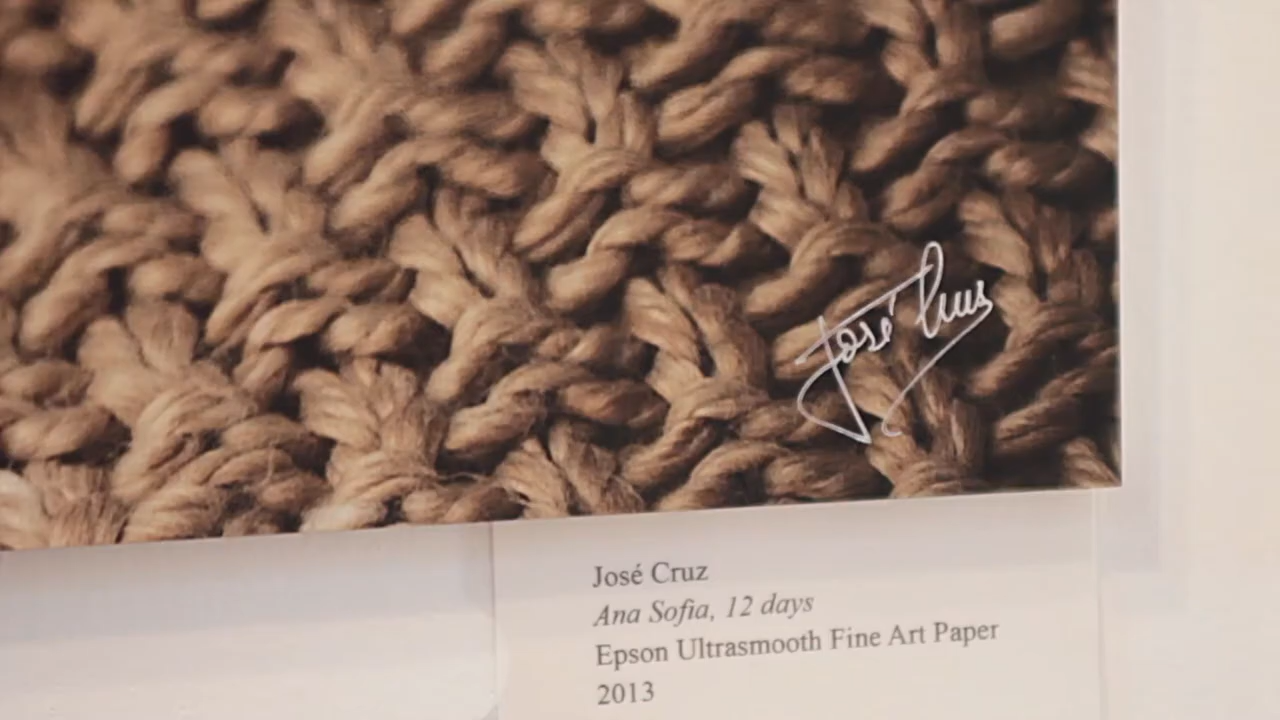 José Cruz
José Cruz
Ana Sofia, 12 days
Epson Ultrasmooth Fine Art Paper
2013